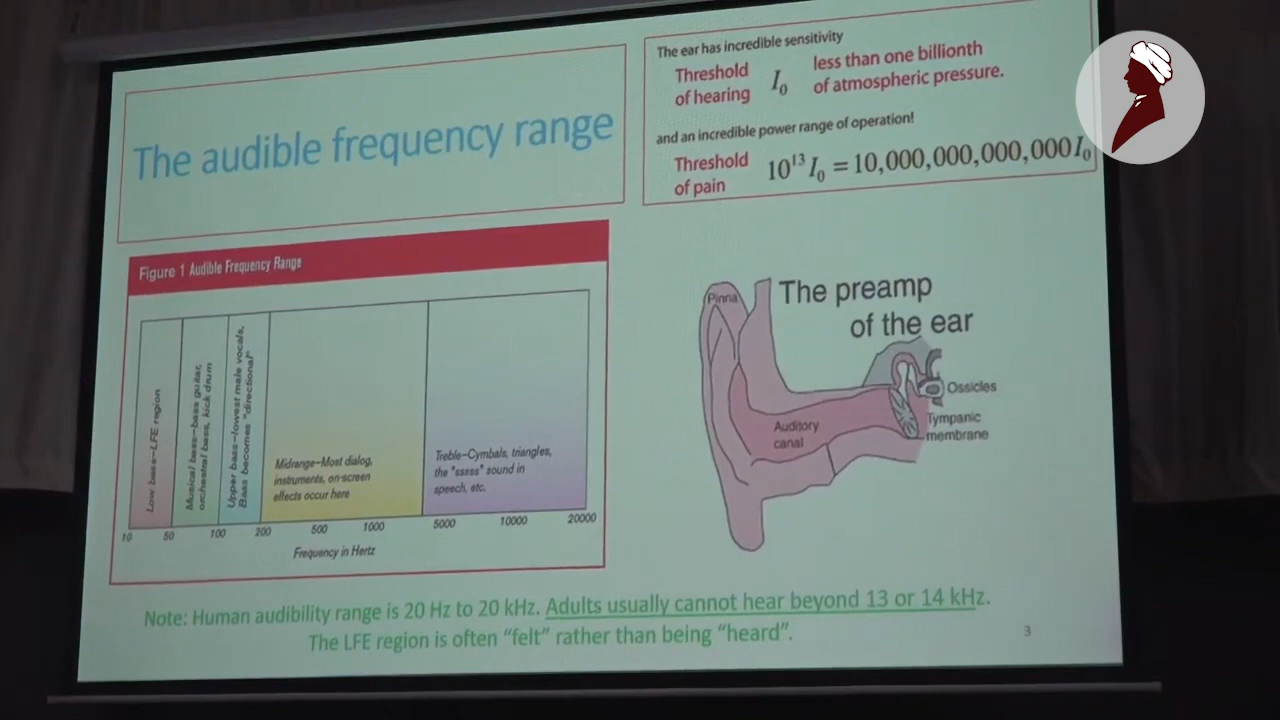 The audible frequency range
The ear has incredible sensitivity
Threshold
of hearing
I₀
less than one billionth
of atmospheric pressure.
and an incredible power range of operation!
Threshold
of pain
10¹³ I₀ = 10,000,000,000,000 I₀
Figure 1 Audible Frequency Range
Low bass–LFE region
Musical bass–bass guitar,
orchestral bass, kick drum
Upper bass–lowest male vocals,
Bass becomes "directional"
Midrange–Most dialog,
instruments, on-screen
effects occur here
Treble–Cymbals, triangles,
the "ssss" sound in
speech, etc.
10 50 100 200 500 1000 5000 10000 20000
Frequency in Hertz
The preamp
of the ear
Pinna
Ossicles
Tympanic
membrane
Auditory
canal
Note: Human audibility range is 20 Hz to 20 kHz. Adults usually cannot hear beyond 13 or 14 kHz.
The LFE region is often “felt” rather than being “heard”.
3